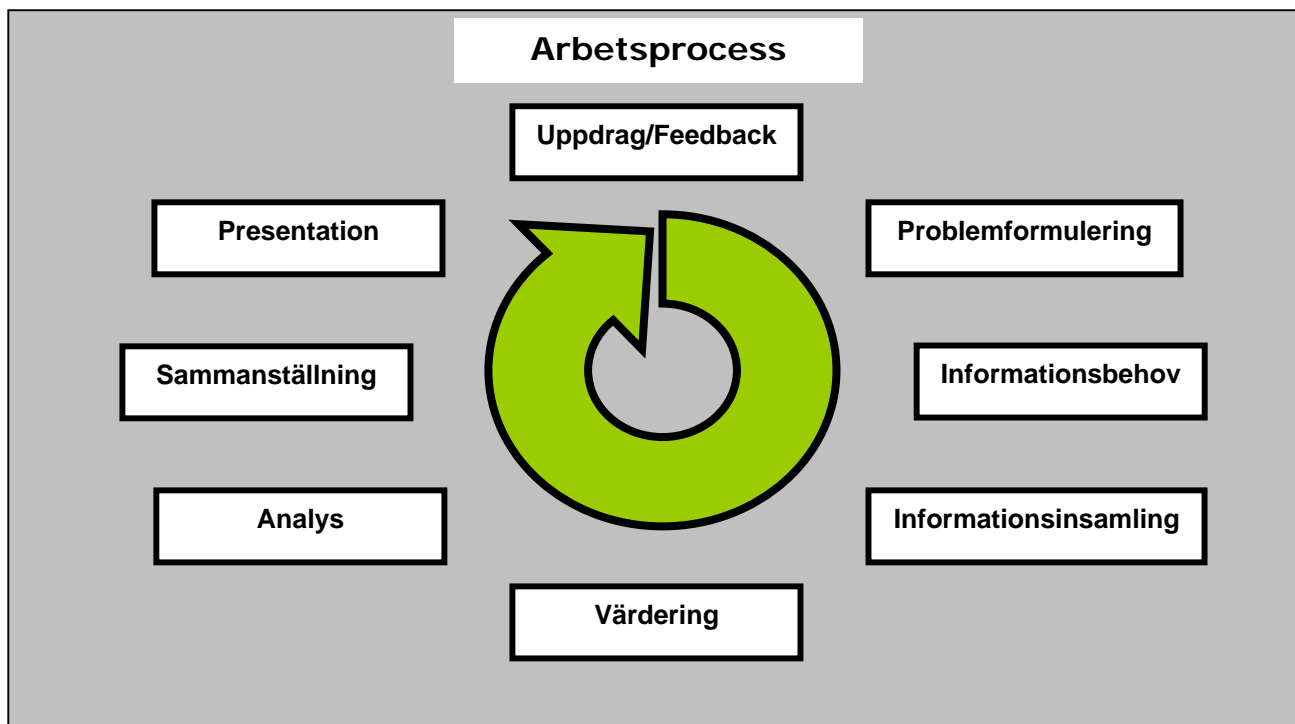 Arbetsprocess
Uppdrag/Feedback
Presentation
Problemformulering
Sammanställning
Informationsbehov
Analys
Informationsinsamling
Värdering